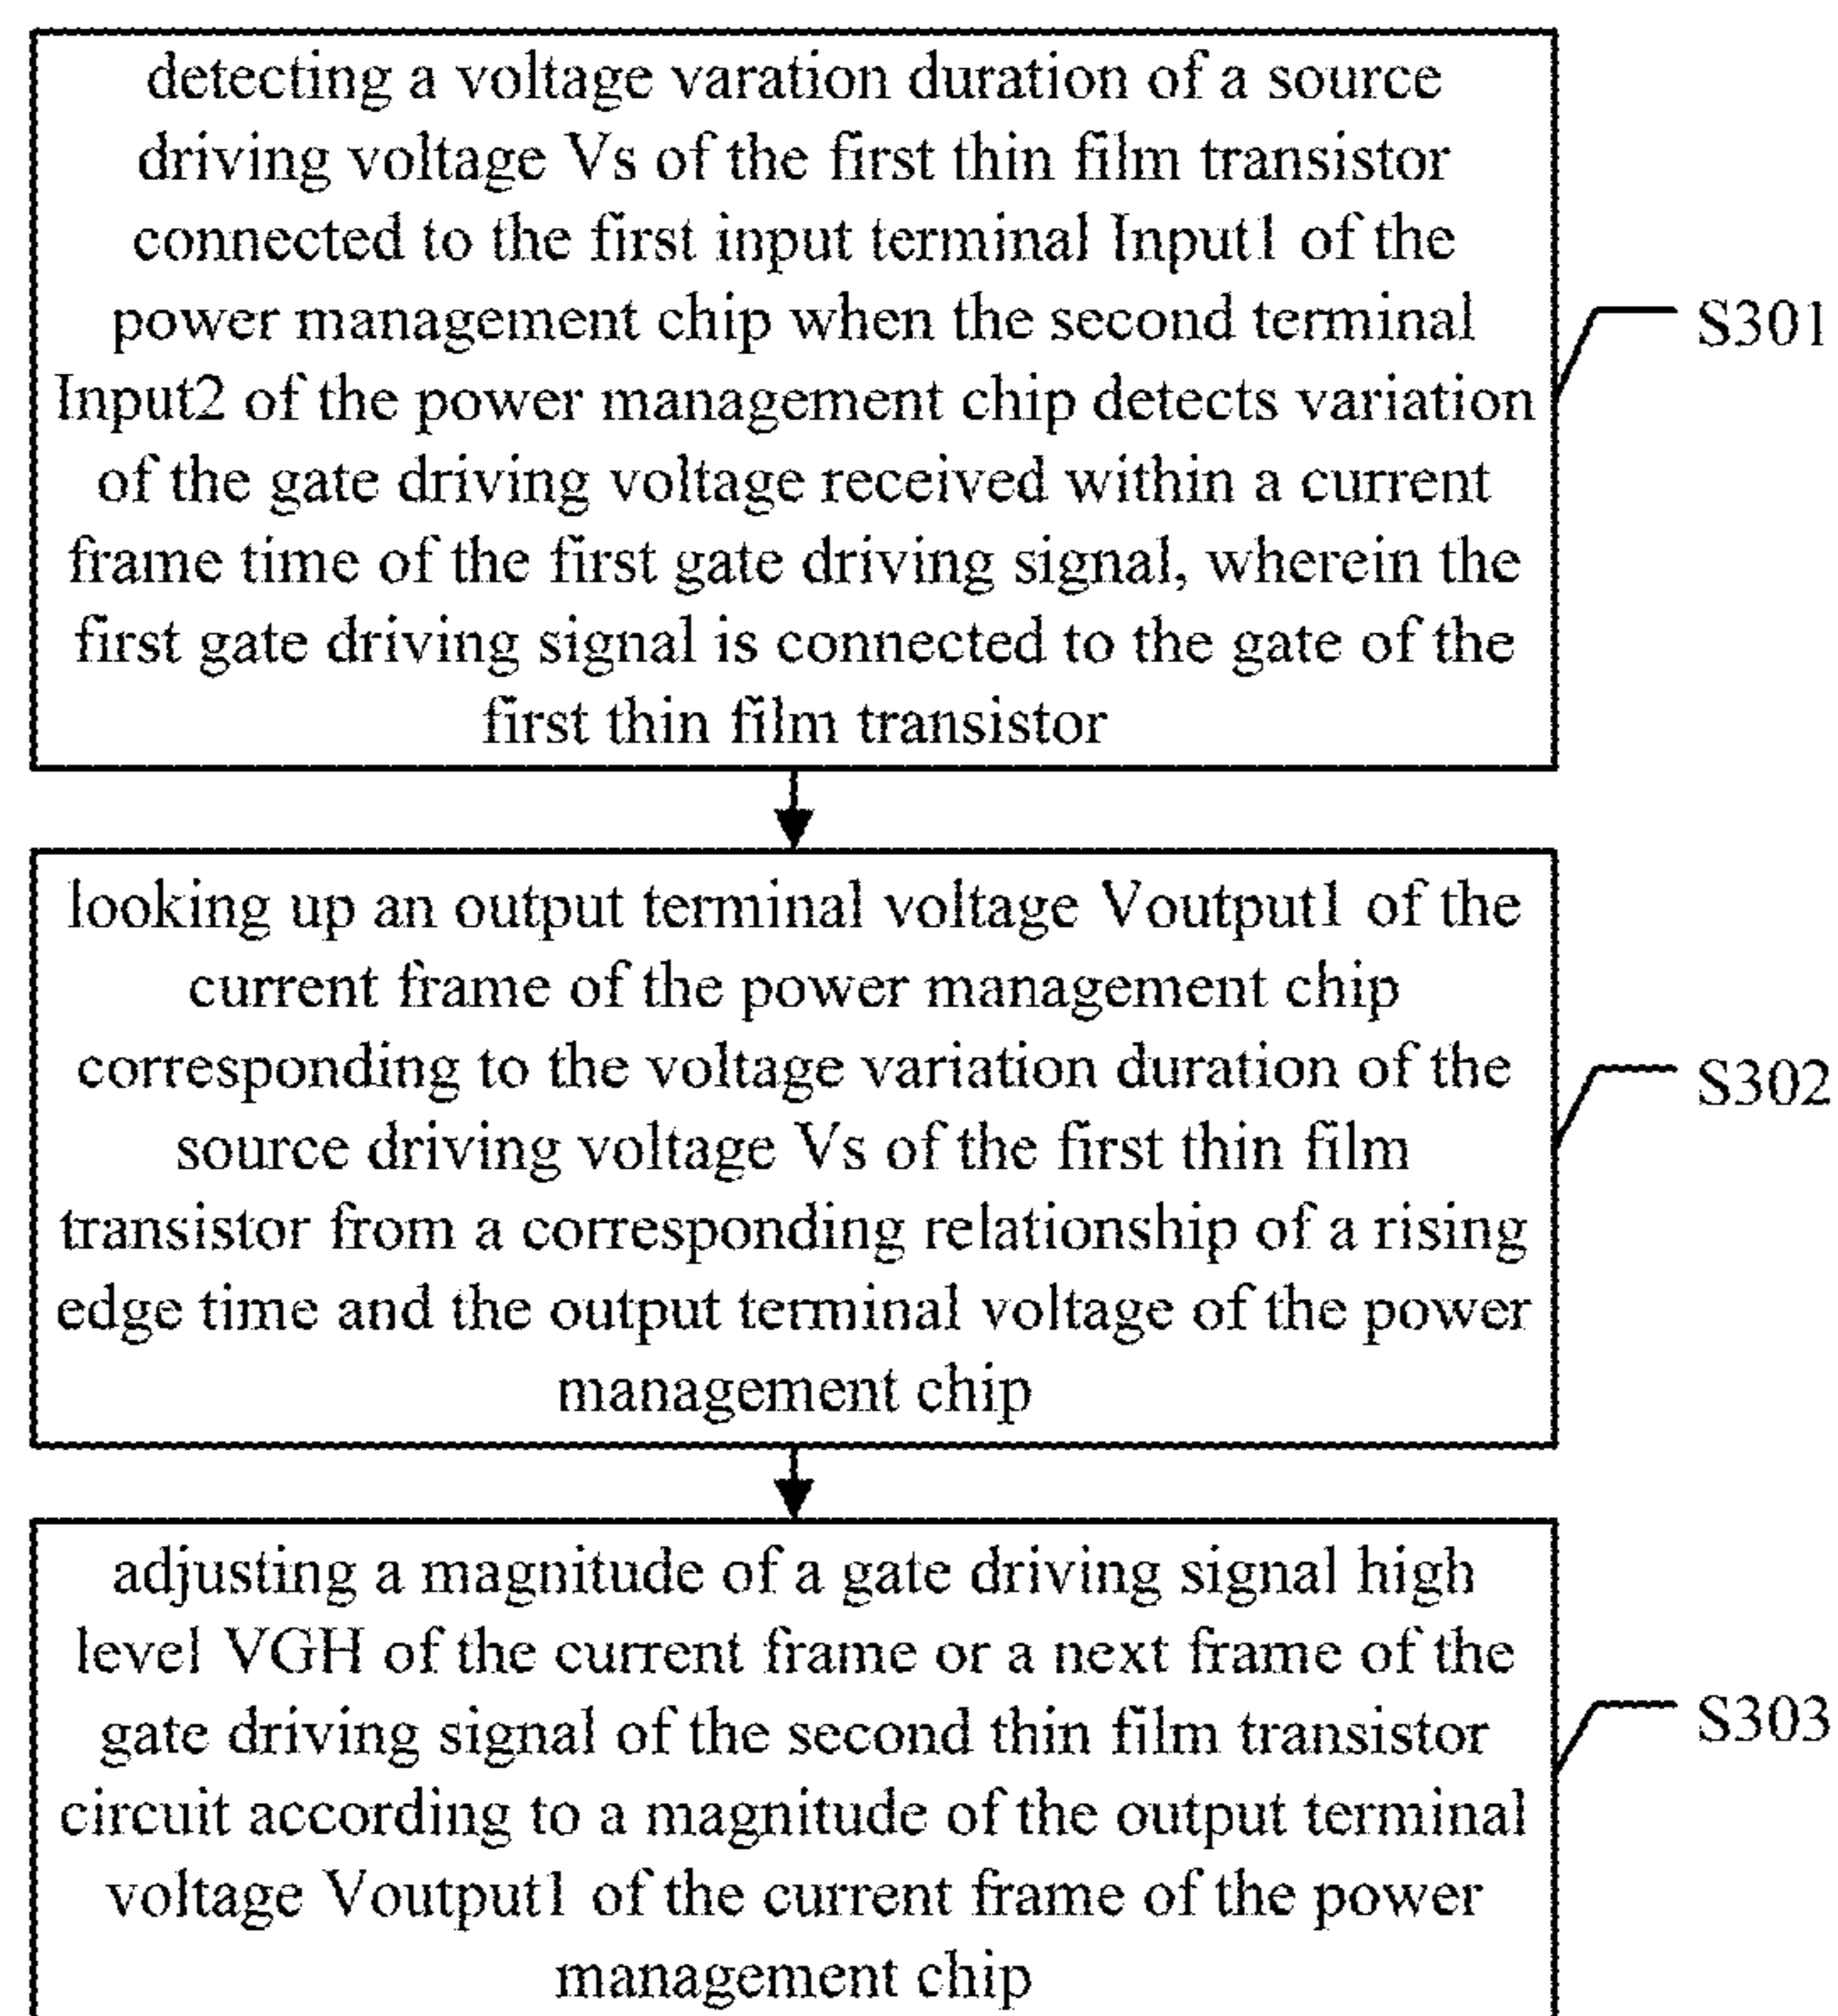 detecting a voltage varation duration of a source
driving voltage Vs of the first thin film transistor
connected to the first input terminal Input1 of the
power management chip when the second terminal
Input2 of the power management chip detects variation
of the gate driving voltage received within a current
frame time of the first gate driving signal, wherein the
first gate driving signal is connected to the gate of the
first thin film transistor
S301
looking up an output terminal voltage Voutput1 of the
current frame of the power management chip
corresponding to the voltage variation duration of the
source driving voltage Vs of the first thin film
transistor from a corresponding relationship of a rising
edge time and the output terminal voltage of the power
management chip
S302
adjusting a magnitude of a gate driving signal high
level VGH of the current frame or a next frame of the
gate driving signal of the second thin film transistor
circuit according to a magnitude of the output terminal
voltage Voutput1 of the current frame of the power
management chip
S303